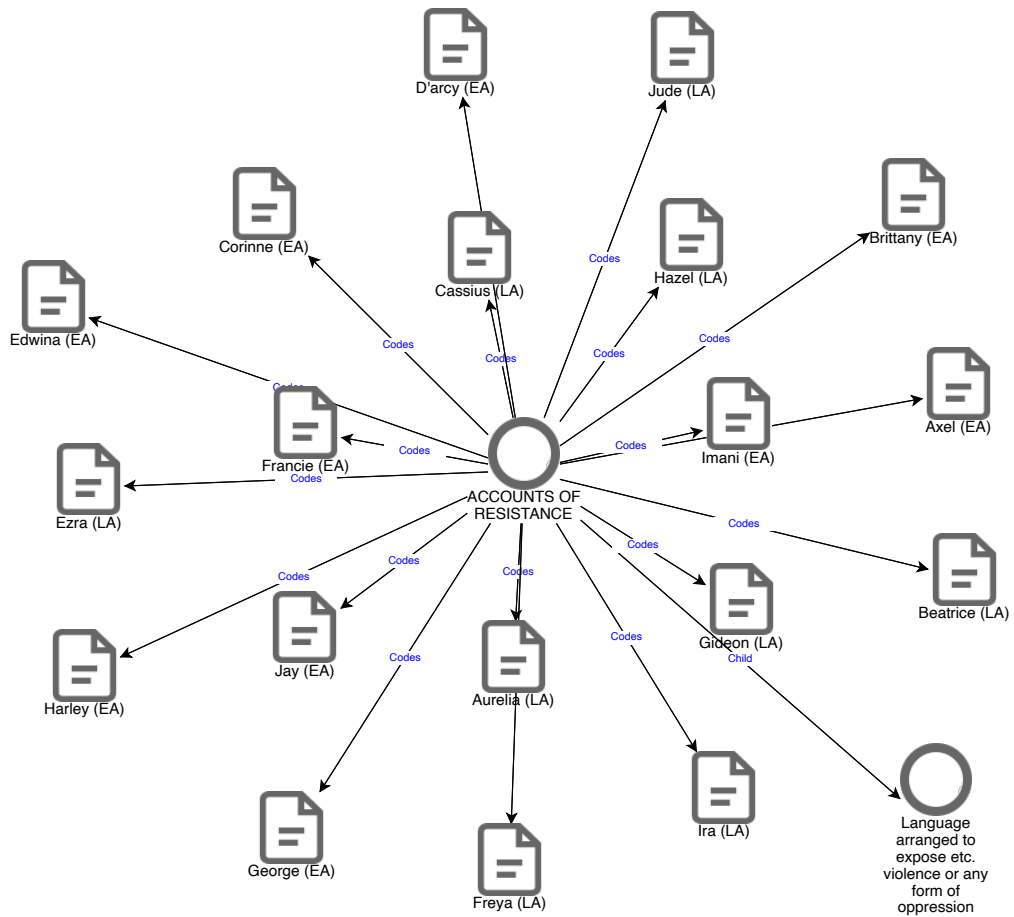 D'arcy (EA)
Jude (LA)
Corinne (EA)
Brittany (EA)
Codes
Hazel (LA)
Cassius (LA)
Edwina (EA)
Codes
Codes
Codes
Codes
Codes
Axel (EA)
Codes
Codes
Imani (EA)
Francie (EA)
Codes
ACCOUNTS OF
RESISTANCE
Ezra (LA)
Codes
Codes
Codes
Codes
Codes
Beatrice (LA)
Codes
Gideon (LA)
Codes
Child
Jay (EA)
Aurelia (LA)
Harley (EA)
Language
arranged to
expose etc.
violence or any
form of
oppression
Ira (LA)
George (EA)
Freya (LA)